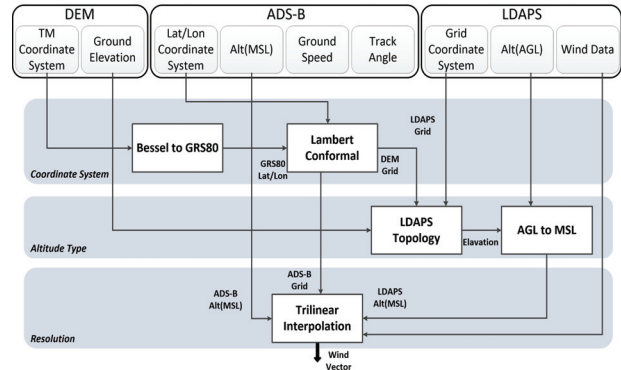 DEM
ADS-B
LDAPS
TM
Coordinate
System
Ground
Elevation
Lat/Lon
Coordinate
System
Alt(MSL)
Ground
Speed
Track
Angle
Grid
Coordinate
System
Alt(AGL)
Wind Data
Bessel to GRS80
Lambert
Conformal
LDAPS
Grid
GRS80
Lat/Lon
DEM
Grid
Coordinate System
LDAPS
Topology
Elavation
AGL to MSL
Altitude Type
ADS-B
Grid
ADS-B
Alt(MSL)
LDAPS
Alt(MSL)
Trilinear
Interpolation
Resolution
Wind
Vector